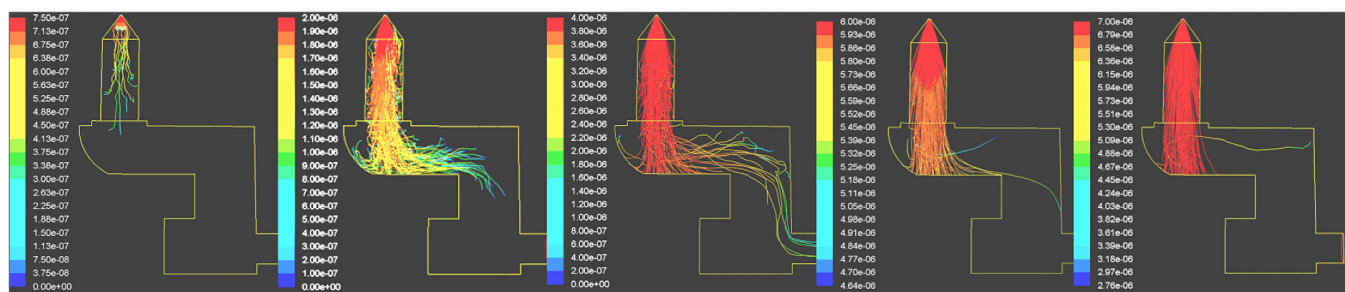 7.50e-07
7.13e-07
6.75e-07
6.38e-07
6.00e-07
5.63e-07
5.25e-07
4.88e-07
4.50e-07
4.13e-07
3.75e-07
3.38e-07
3.00e-07
2.63e-07
2.25e-07
1.88e-07
1.50e-07
1.13e-07
7.50e-08
3.75e-08
0.00e+00
2.00e-06
1.90e-06
1.80e-06
1.70e-06
1.60e-06
1.50e-06
1.40e-06
1.30e-06
1.20e-06
1.10e-06
1.00e-06
9.00e-07
8.00e-07
7.00e-07
6.00e-07
5.00e-07
4.00e-07
3.00e-07
2.00e-07
1.00e-07
0.00e+00
4.00e-06
3.80e-06
3.60e-06
3.40e-06
3.20e-06
3.00e-06
2.80e-06
2.60e-06
2.40e-06
2.20e-06
2.00e-06
1.80e-06
1.60e-06
1.40e-06
1.20e-06
1.00e-06
8.00e-07
6.00e-07
4.00e-07
2.00e-07
0.00e+00
6.00e-06
5.93e-06
5.86e-06
5.80e-06
5.73e-06
5.66e-06
5.59e-06
5.52e-06
5.45e-06
5.39e-06
5.32e-06
5.25e-06
5.18e-06
5.11e-06
5.05e-06
4.98e-06
4.91e-06
4.84e-06
4.77e-06
4.70e-06
4.64e-06
7.00e-06
6.79e-06
6.58e-06
6.36e-06
6.15e-06
5.94e-06
5.73e-06
5.51e-06
5.30e-06
5.09e-06
4.88e-06
4.67e-06
4.45e-06
4.24e-06
4.03e-06
3.82e-06
3.61e-06
3.39e-06
3.18e-06
2.97e-06
2.76e-06